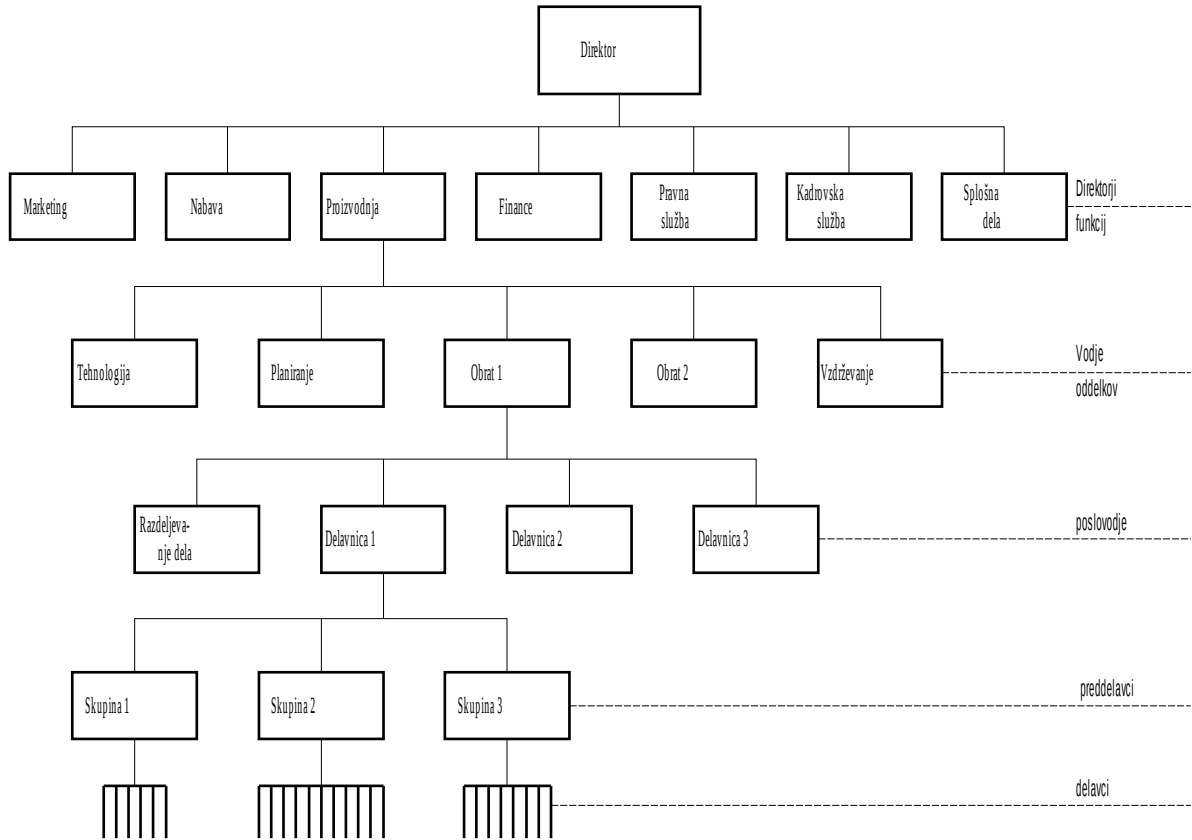 Direktor
Marketing
Nabava
Proizvodnja
Finance
Pravna
služba
Kadrovska
služba
Splošna
dela
Direktorji
funkcij
Tehnologija
Planiranje
Obrat 1
Obrat 2
Vzdrževanje
Vodje
oddelkov
Razdeljeva-
nje dela
Delavnica 1
Delavnica 2
Delavnica 3
poslovodje
Skupina 1
Skupina 2
Skupina 3
preddelavci
delavci